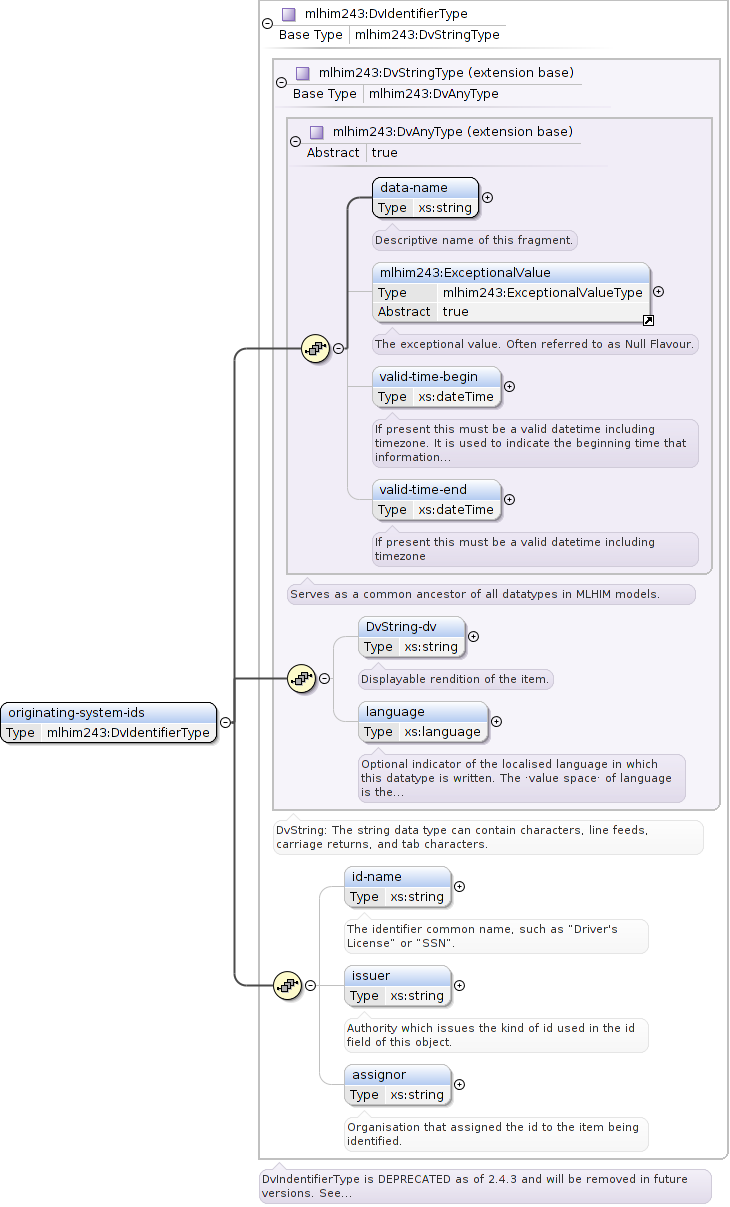 mlhim243:DvIdentifierType
Base Type mlhim243:DvStringType
mlhim243:DvStringType (extension base)
Base Type mlhim243:DvAnyType
mlhim243:DvAnyType (extension base)
Abstract true
data-name
Type xs:string
Descriptive name of this fragment.
mlhim243:ExceptionalValue
Type mlhim243:ExceptionalValueType
Abstract true
The exceptional value. Often referred to as Null Flavour.
valid-time-begin
Type xs:dateTime
If present this must be a valid datetime including
timezone. It is used to indicate the beginning time that
information...
valid-time-end
Type xs:dateTime
If present this must be a valid datetime including
timezone
Serves as a common ancestor of all datatypes in MLHIM models.
DvString-dv
Type xs:string
Displayable rendition of the item.
language
Type xs:language
Optional indicator of the localised language in which
this datatype is written. The ·value space· of language
is the...
originating-system-ids
Type mlhim243:DvIdentifierType
DvString: The string data type can contain characters, line feeds,
carriage returns, and tab characters.
id-name
Type xs:string
The identifier common name, such as "Driver's
License" or "SSN".
issuer
Type xs:string
Authority which issues the kind of id used in the id
field of this object.
assignor
Type xs:string
Organisation that assigned the id to the item being
identified.
DvIndentifierType is DEPRECATED as of 2.4.3 and will be removed in future
versions. See...